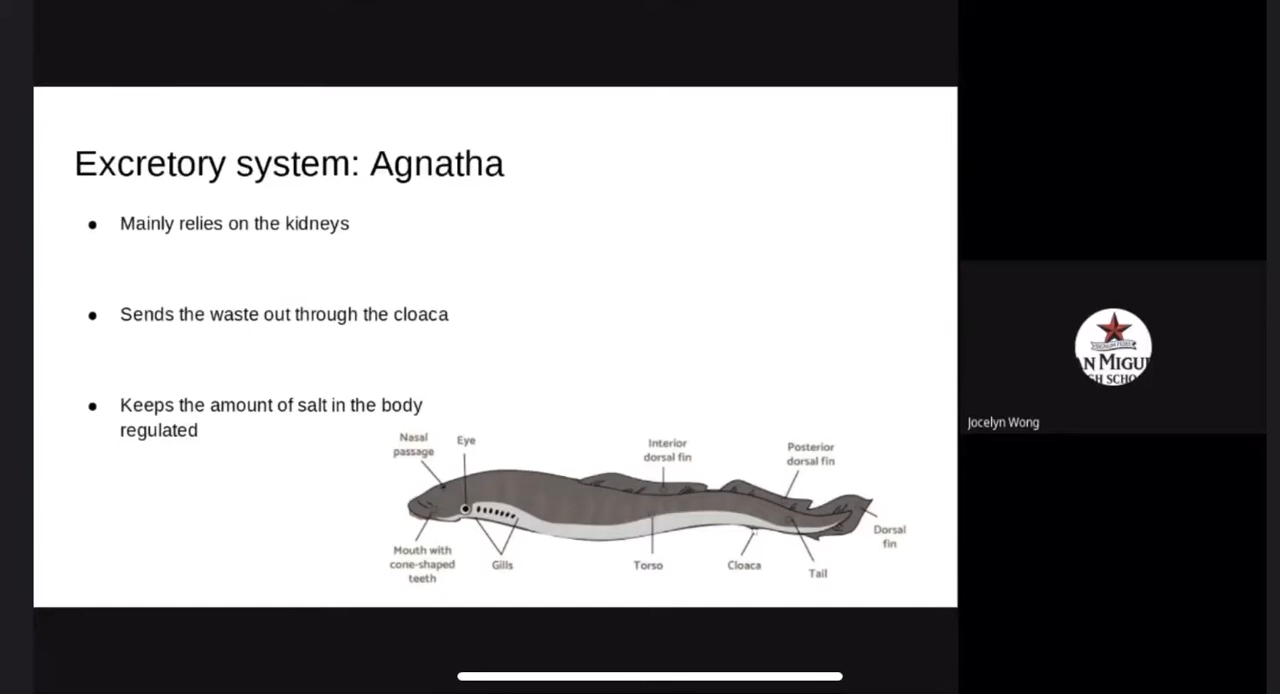 Excretory system: Agnatha
● Mainly relies on the kidneys
● Sends the waste out through the cloaca
● Keeps the amount of salt in the body
regulated
Nasal
passage
Eye
Interior
dorsal fin
Posterior
dorsal fin
Dorsal
fin
Mouth with
cone-shaped
teeth
Gills
Torso
Cloaca
Tail
N MIGU
H SCHO
Jocelyn Wong